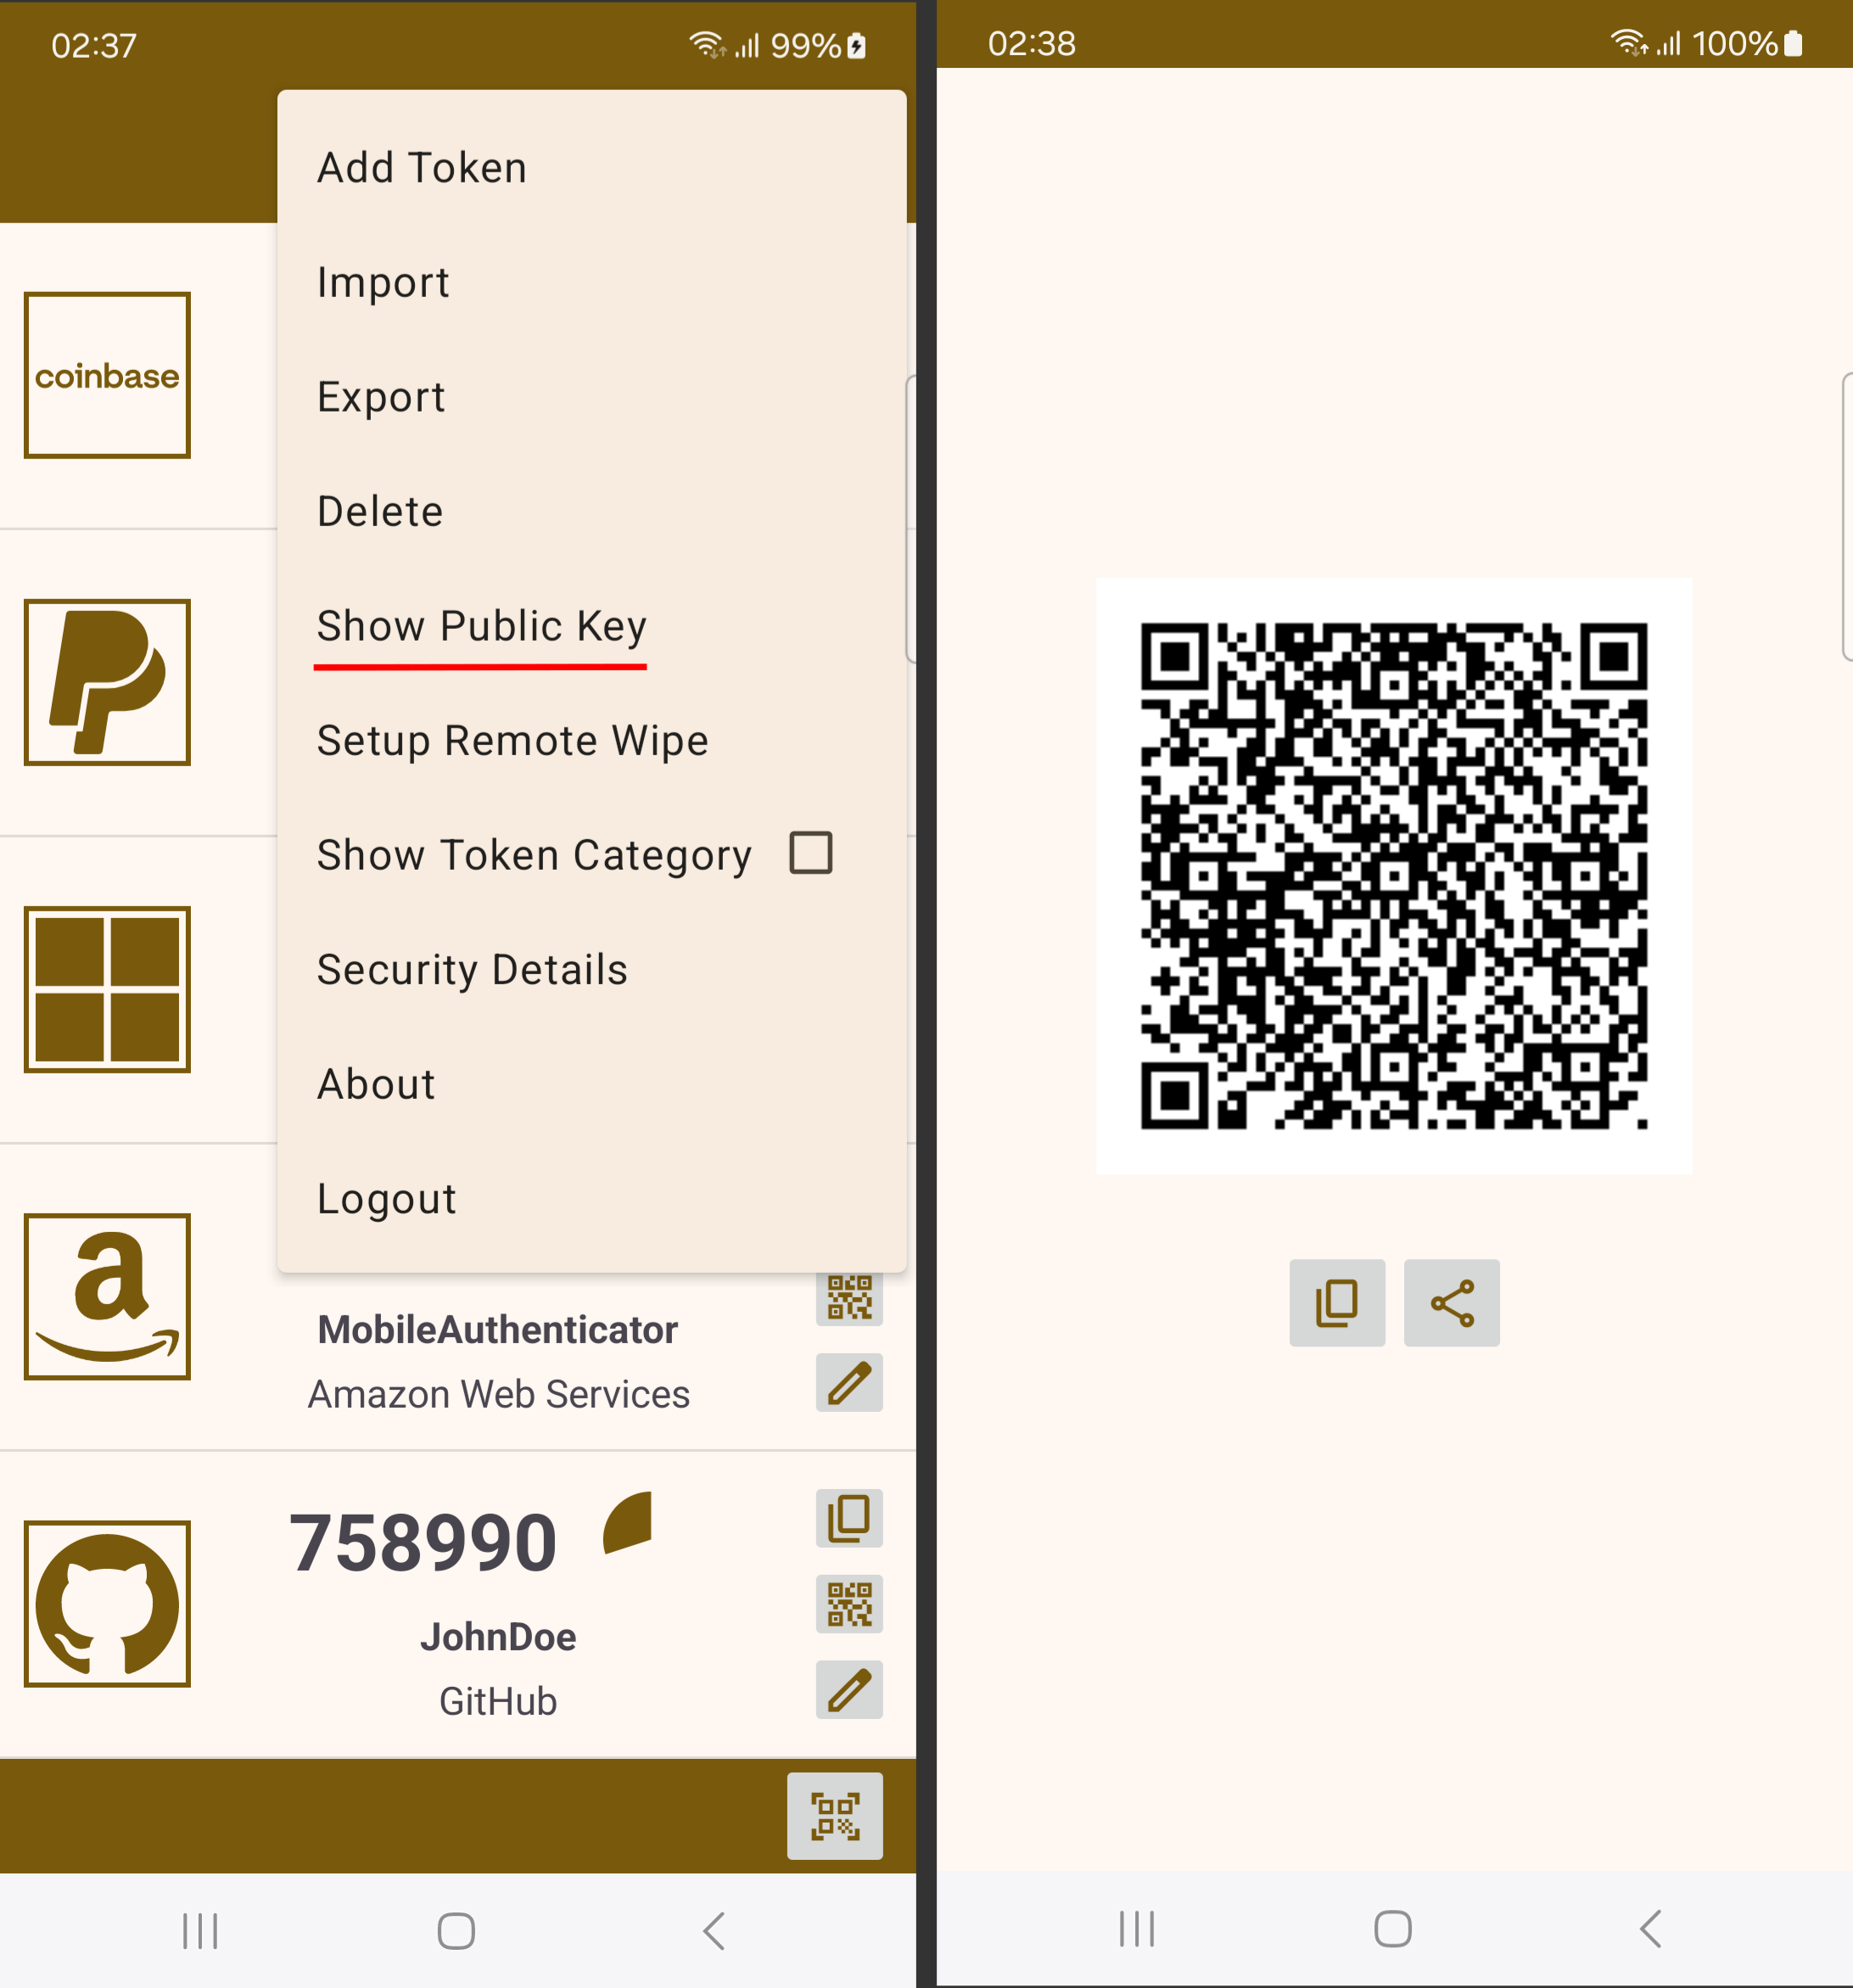 02:37
99%
Add Token
Import
Export
Delete
Show Public Key
Setup Remote Wipe
Show Token Category
Security Details
About
Logout
coinbase
MobileAuthenticator
Amazon Web Services
758990
JohnDoe
GitHub
02:38
100%